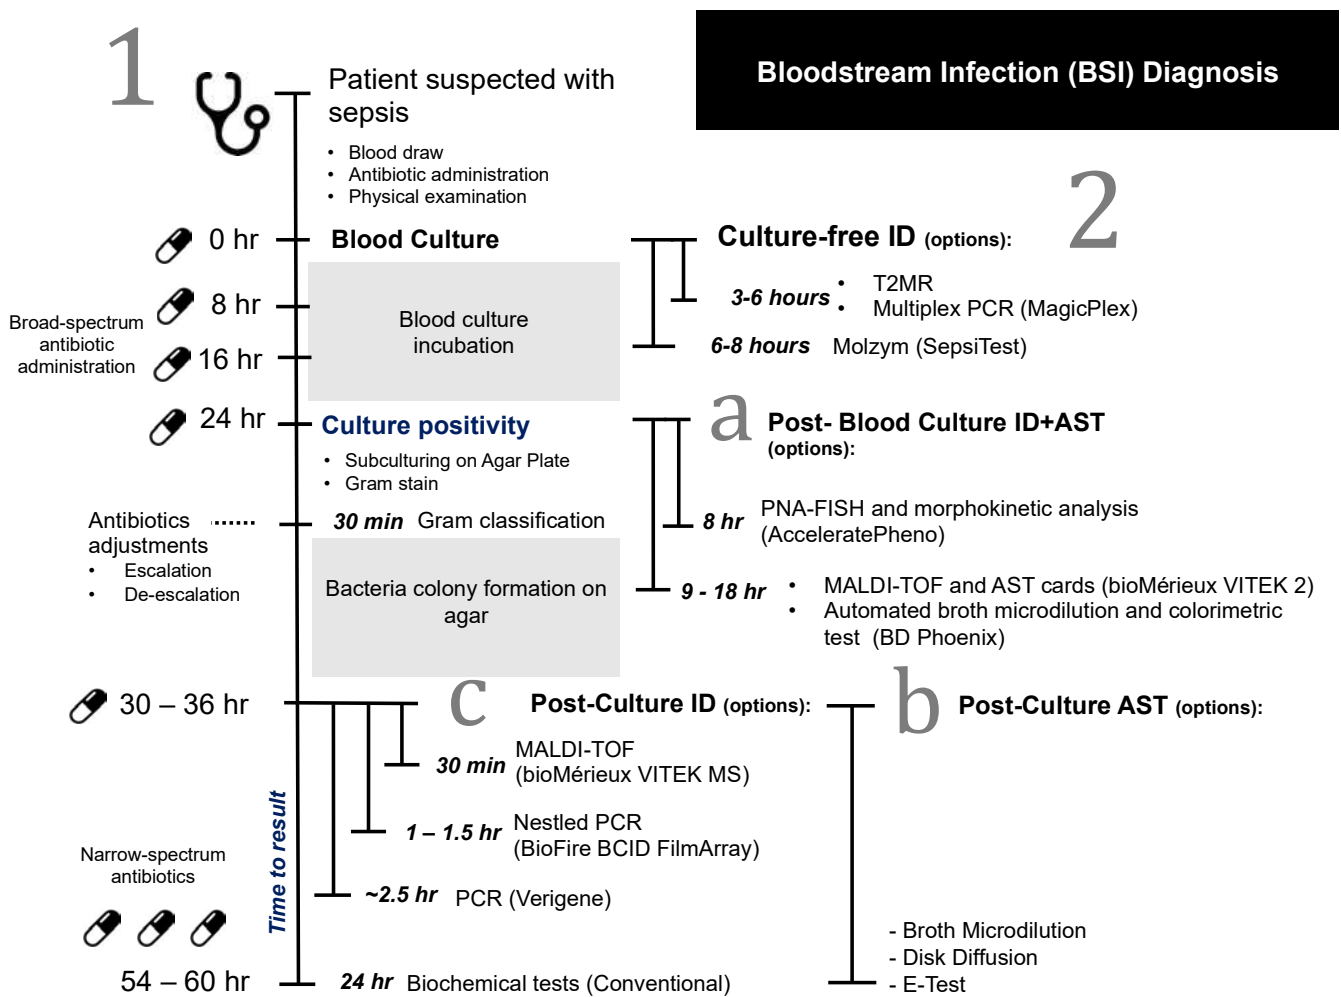 1
Patient suspected with
sepsis
• Blood draw
• Antibiotic administration
• Physical examination
Bloodstream Infection (BSI) Diagnosis
2
0 hr
Blood Culture
Culture-free ID (options):
8 hr
16 hr
Broad-spectrum
antibiotic
administration
Blood culture
incubation
3-6 hours
• T2MR
• Multiplex PCR (MagicPlex)
6-8 hours Molzym (SepsiTest)
24 hr
Culture positivity
• Subculturing on Agar Plate
• Gram stain
a
Post- Blood Culture ID+AST
(options):
Antibiotics ......
adjustments
• Escalation
• De-escalation
30 min Gram classification
8 hr
PNA-FISH and morphokinetic analysis
(AcceleratePheno)
Bacteria colony formation on
agar
9 - 18 hr
• MALDI-TOF and AST cards (bioMérieux VITEK 2)
• Automated broth microdilution and colorimetric
test (BD Phoenix)
30 – 36 hr
c
Post-Culture ID (options):
b
Post-Culture AST (options):
30 min
MALDI-TOF
(bioMérieux VITEK MS)
1 – 1.5 hr
Nestled PCR
(BioFire BCID FilmArray)
~2.5 hr PCR (Verigene)
Time to result
Narrow-spectrum
antibiotics
54 – 60 hr
24 hr Biochemical tests (Conventional)
- Broth Microdilution
- Disk Diffusion
- E-Test